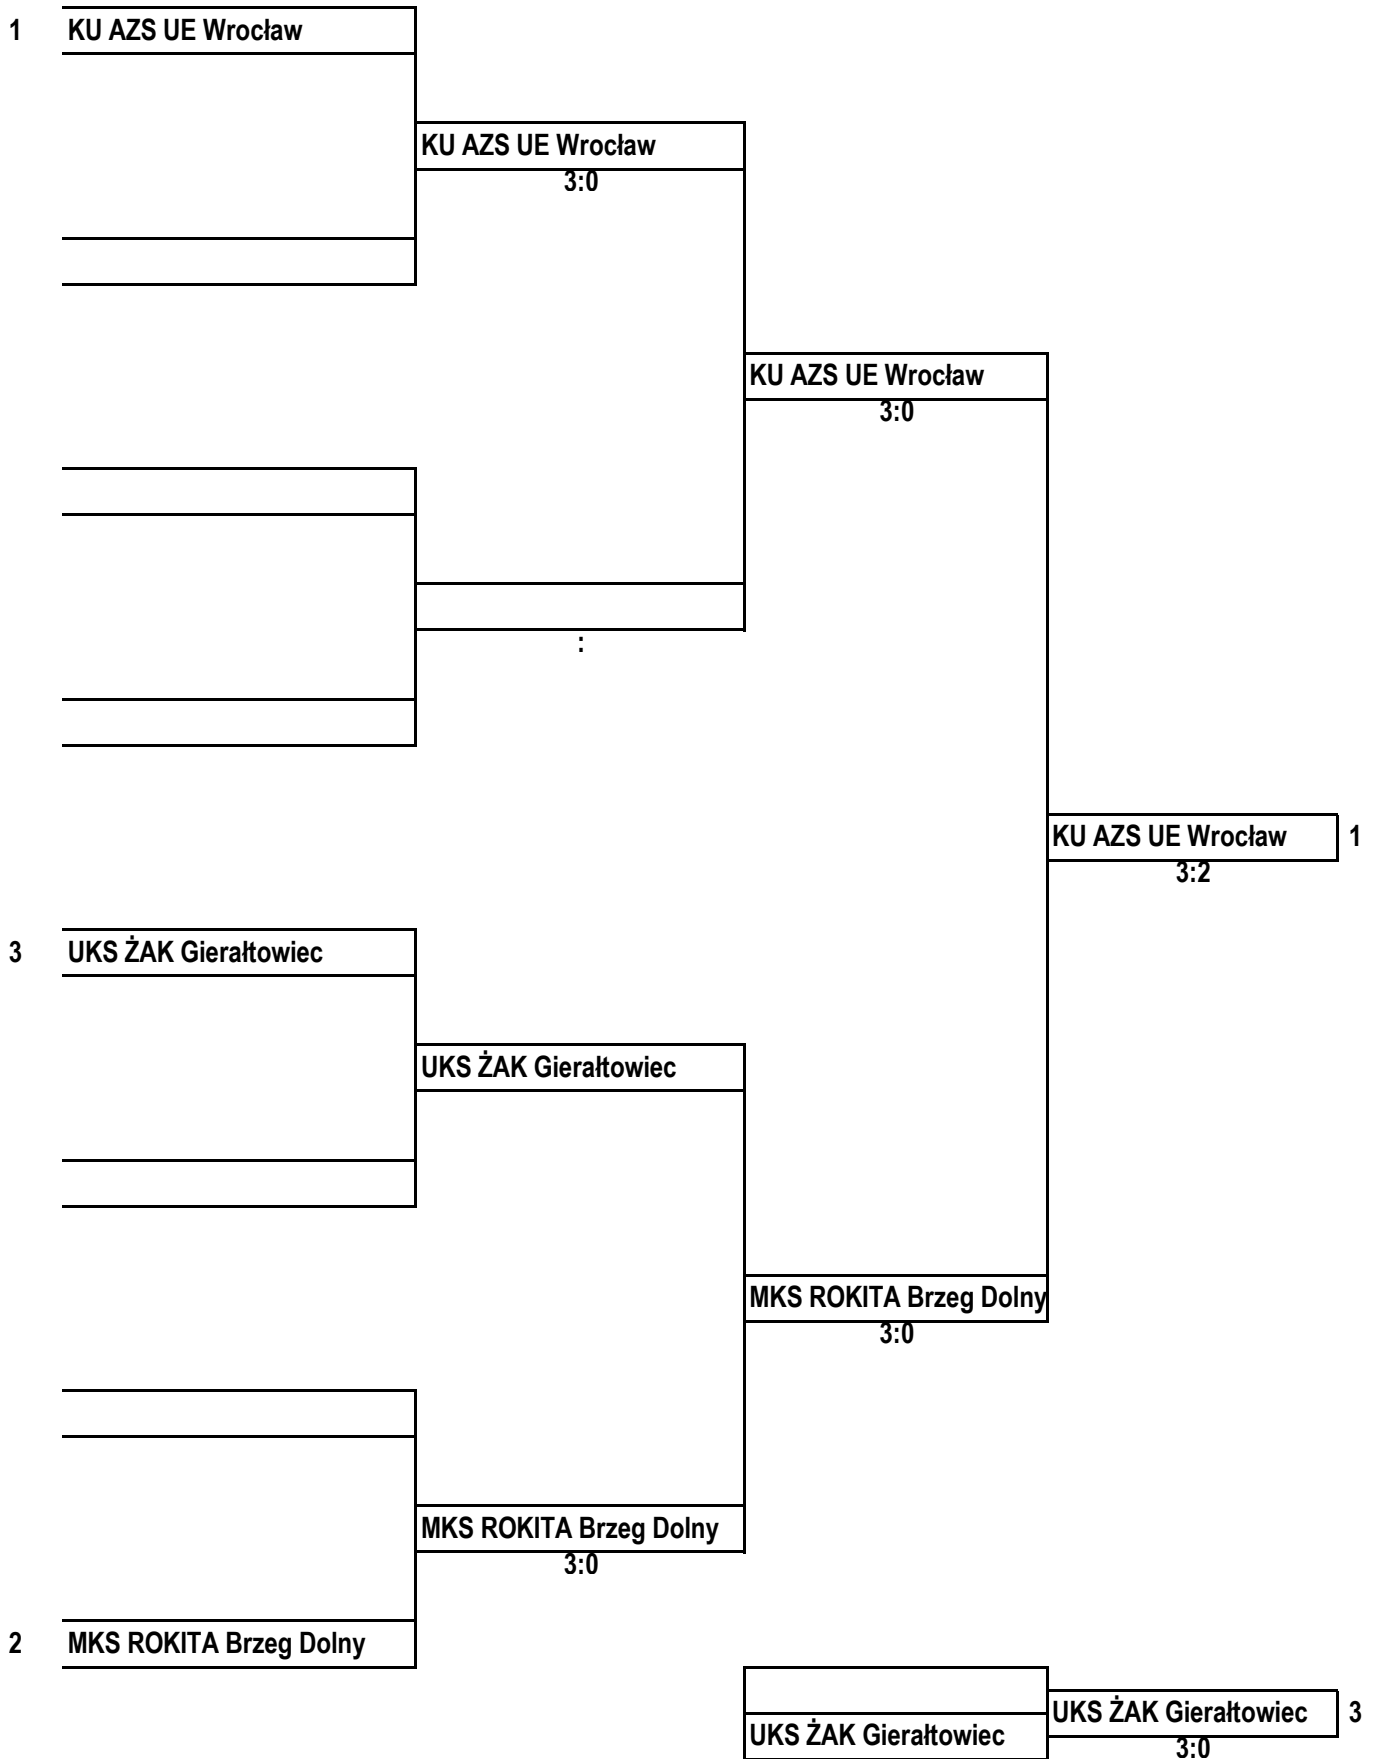 1 KU AZS UE Wrocław
KU AZS UE Wrocław
3:0
KU AZS UE Wrocław
3:0
:
KU AZS UE Wrocław 1
3:2
3 UKS ŻAK Gierałtowiec
UKS ŻAK Gierałtowiec
MKS ROKITA Brzeg Dolny
3:0
MKS ROKITA Brzeg Dolny
3:0
2 MKS ROKITA Brzeg Dolny
UKS ŻAK Gierałtowiec 3
UKS ŻAK Gierałtowiec
3:0